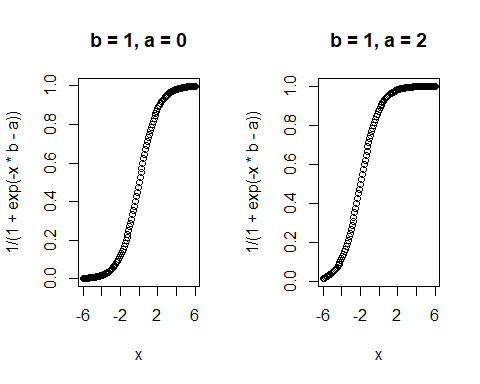 b = 1, a = 0
1/(1 + exp(-x * b - a))
0.0 0.2 0.4 0.6 0.8 1.0
-6 -2 2 6
x
b = 1, a = 2
1/(1 + exp(-x * b - a))
0.0 0.2 0.4 0.6 0.8 1.0
-6 -2 2 6
x